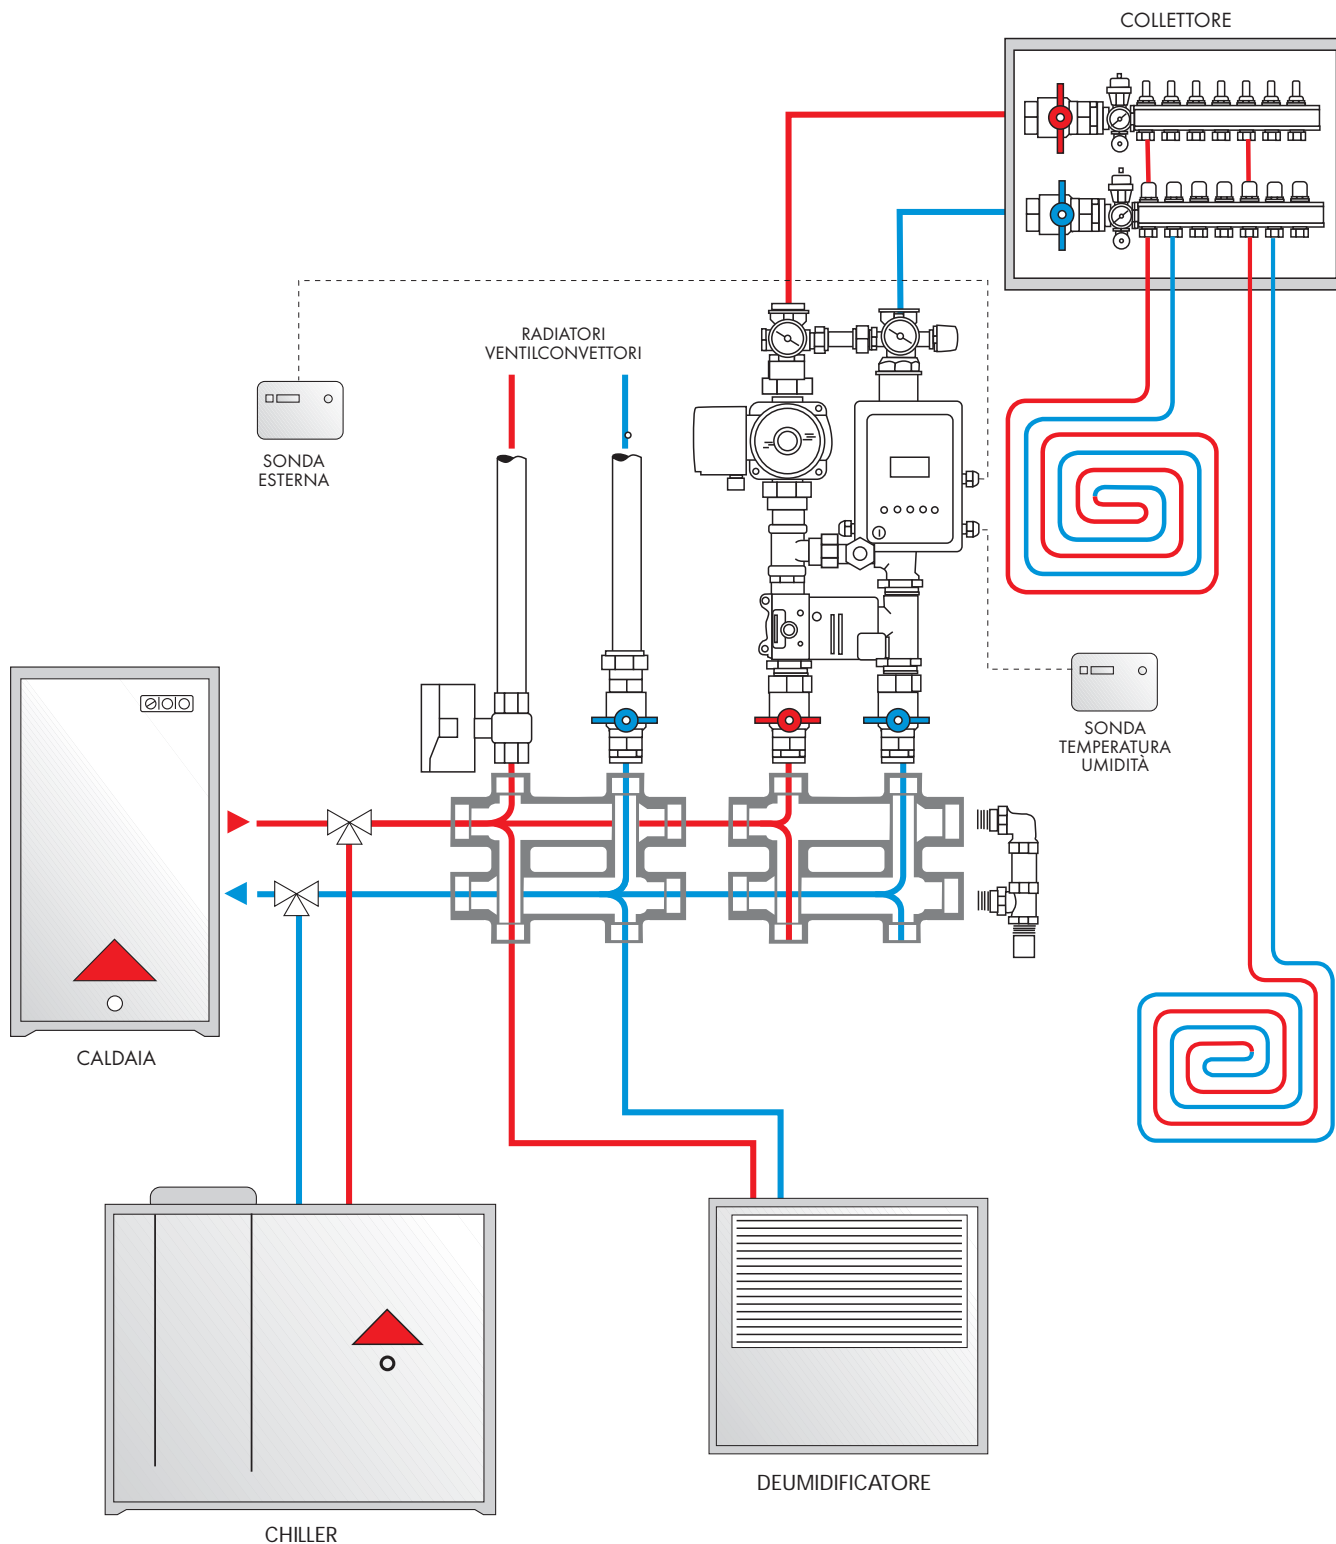 COLLETTORE
RADIATORI
VENTILCONVETTORI
SONDA
ESTERNA
SONDA
TEMPERATURA
UMIDITÀ
CALDAIA
DEUMIDIFICATORE
CHILLER